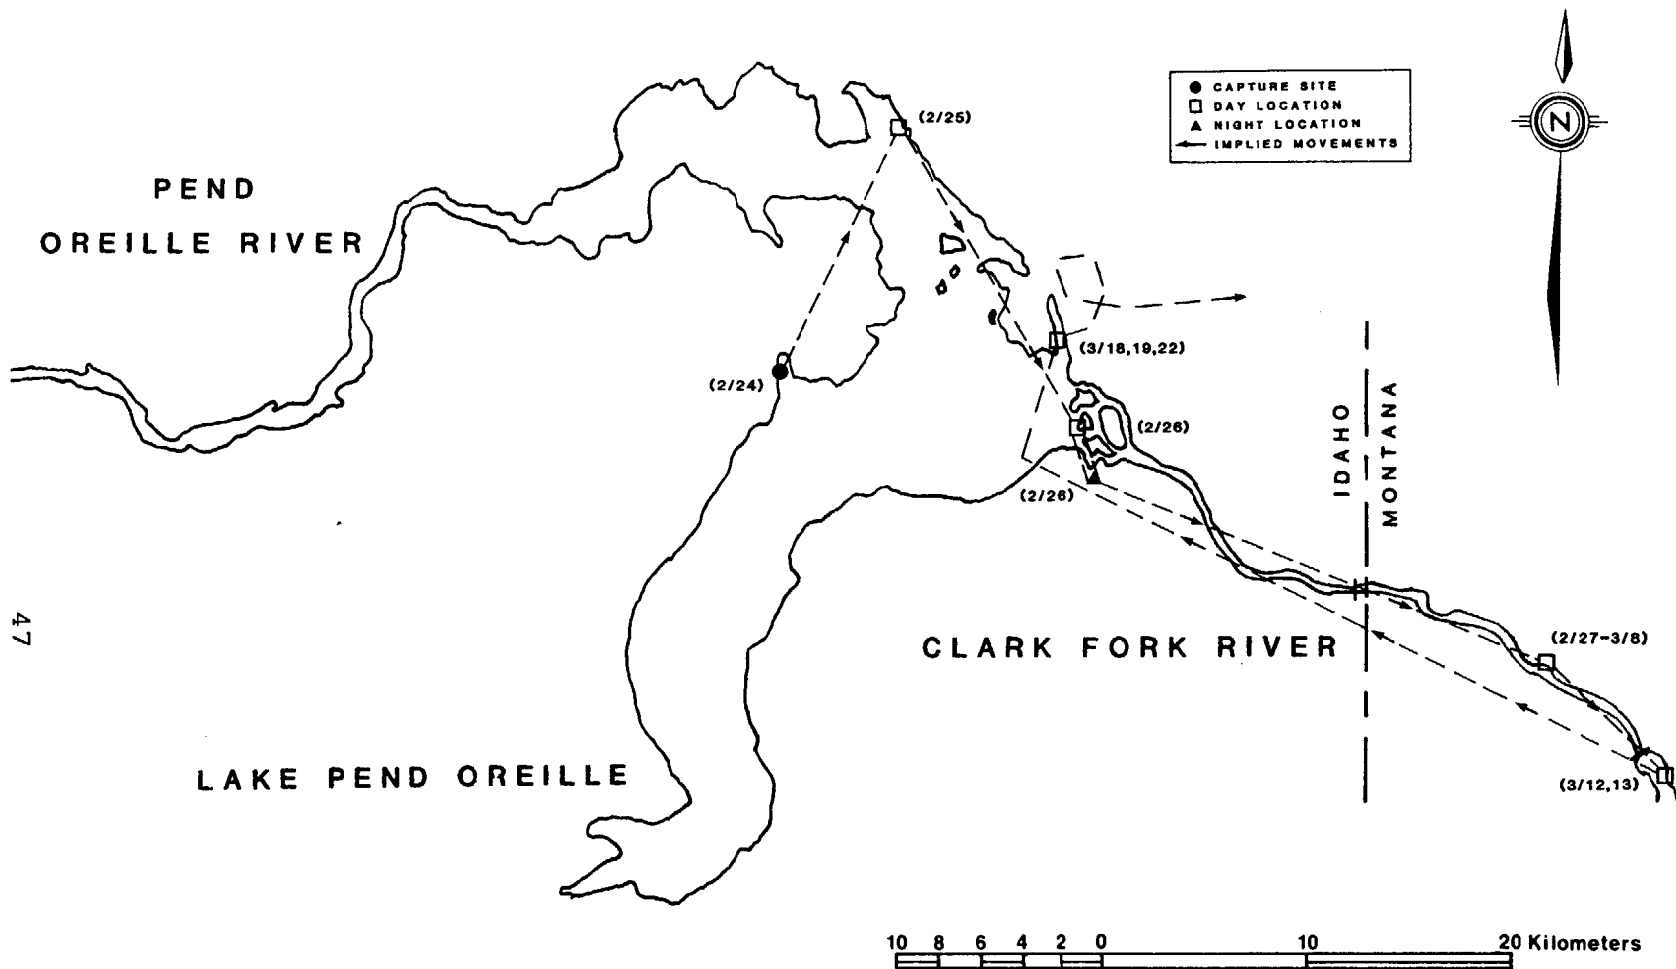 CAPTURE SITE
DAY LOCATION
NIGHT LOCATION
IMPLIED MOVEMENTS
N
(2/25)
PEND
OREILLE RIVER
(3/18,19,22)
(2/24)
(2/26)
(2/26)
IDAHO
MONTANA
CLARK FORK RIVER
(2/27-3/8)
LAKE PEND OREILLE
(3/12,13)
47
10 8 6 4 2 0 10 20 Kilometers